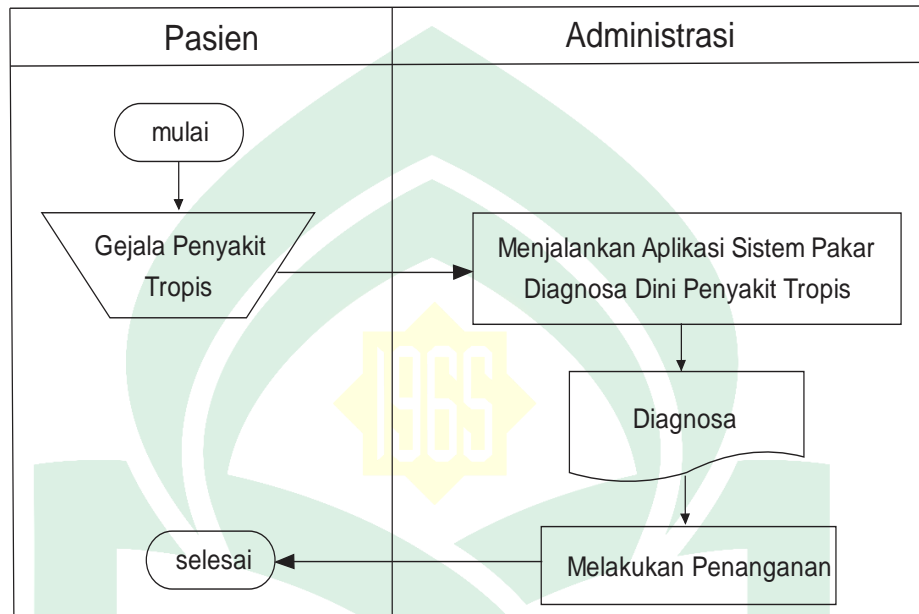 Pasien
Administrasi
mulai
Gejala Penyakit
Tropis
Menjalankan Aplikasi Sistem Pakar
Diagnosa Dini Penyakit Tropis
1965
Diagnosa
selesai
Melakukan Penanganan